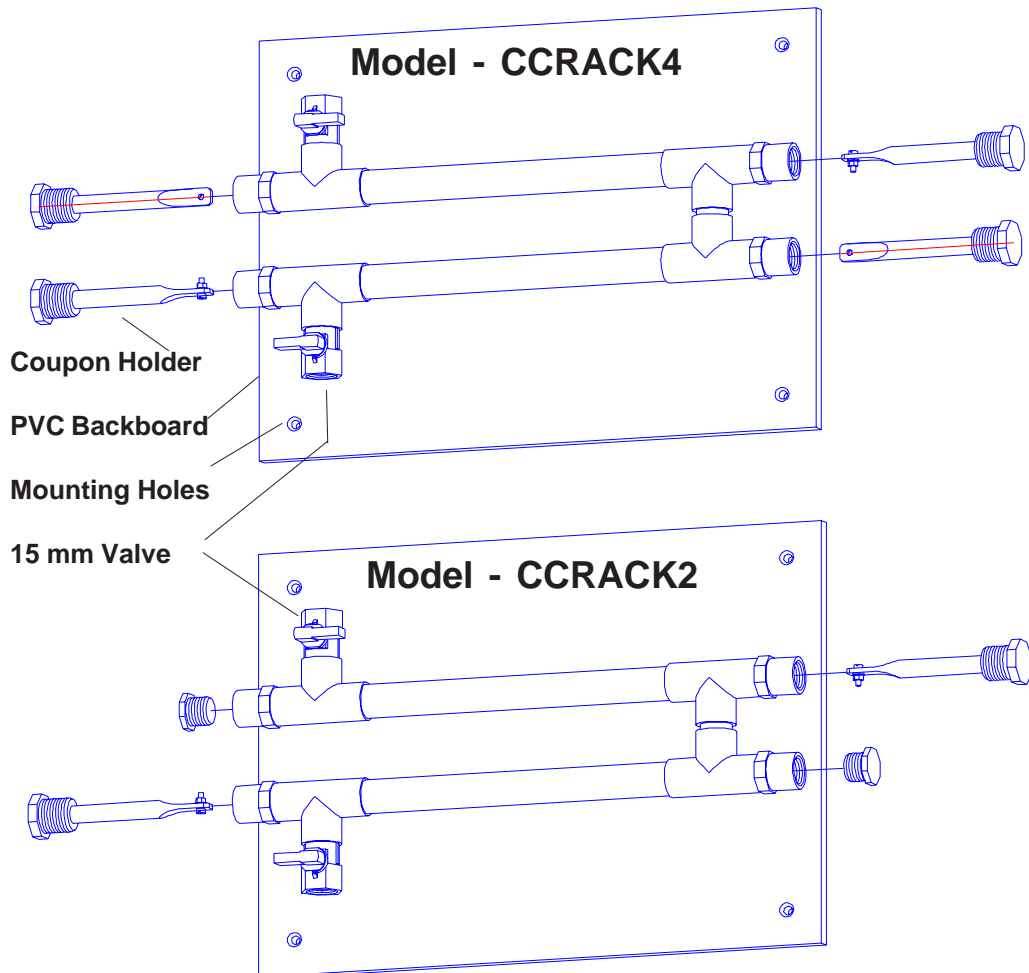 Model - CCRACK4
Coupon Holder
PVC Backboard
Mounting Holes
15 mm Valve
Model - CCRACK2